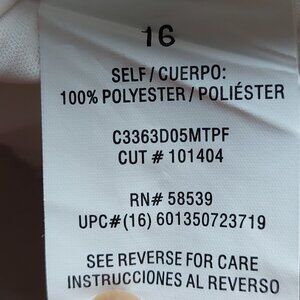 16
SELF / CUERPO:
100% POLYESTER / POLIÉSTER
C3363D05MTPF
CUT # 101404
RN# 58539
UPC#(16) 601350723719
SEE REVERSE FOR CARE
INSTRUCCIONES AL REVERSO